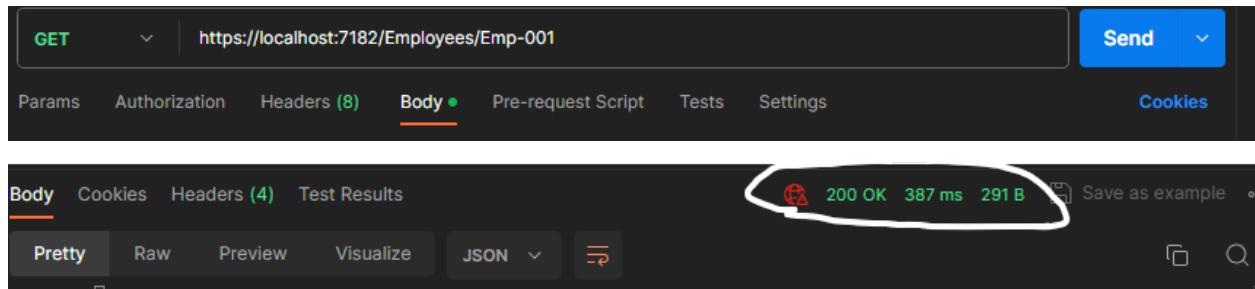 GET https://localhost:7182/Employees/Emp-001 Send
Params Authorization Headers (8) Body Pre-request Script Tests Settings Cookies
Body Cookies Headers (4) Test Results 200 OK 387 ms 291 B Save as example
Pretty Raw Preview Visualize JSON